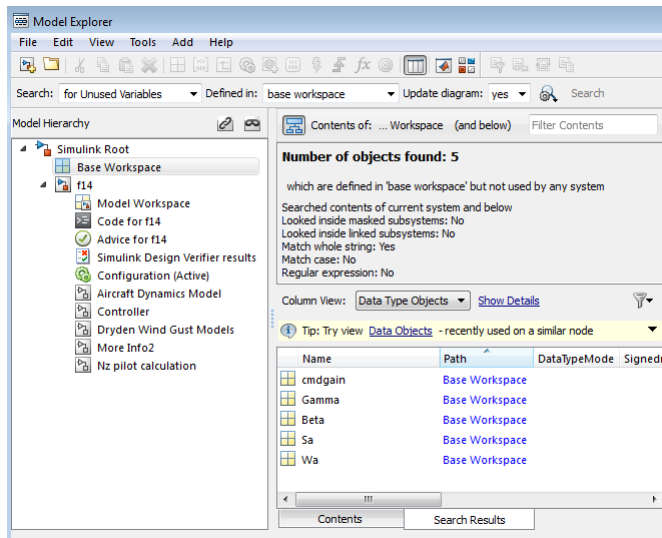 Model Explorer
File Edit View Tools Add Help
fx
Search: for Unused Variables Defined in: base workspace Update diagram: yes Search
Model Hierarchy
Simulink Root
Base Workspace
f14
Model Workspace
Code for f14
Advice for f14
Simulink Design Verifier results
Configuration (Active)
Aircraft Dynamics Model
Controller
Dryden Wind Gust Models
More Info2
Nz pilot calculation
Contents of: ... Workspace (and below) Filter Contents
Number of objects found: 5
which are defined in 'base workspace' but not used by any system
Searched contents of current system and below
Looked inside masked subsystems: No
Looked inside linked subsystems: No
Match whole string: Yes
Match case: No
Regular expression: No
Column View: Data Type Objects Show Details
Tip: Try view Data Objects - recently used on a similar node
Name Path DataTypeMode Signedn
cmdgain Base Workspace
Gamma Base Workspace
Beta Base Workspace
Sa Base Workspace
Wa Base Workspace
Contents Search Results